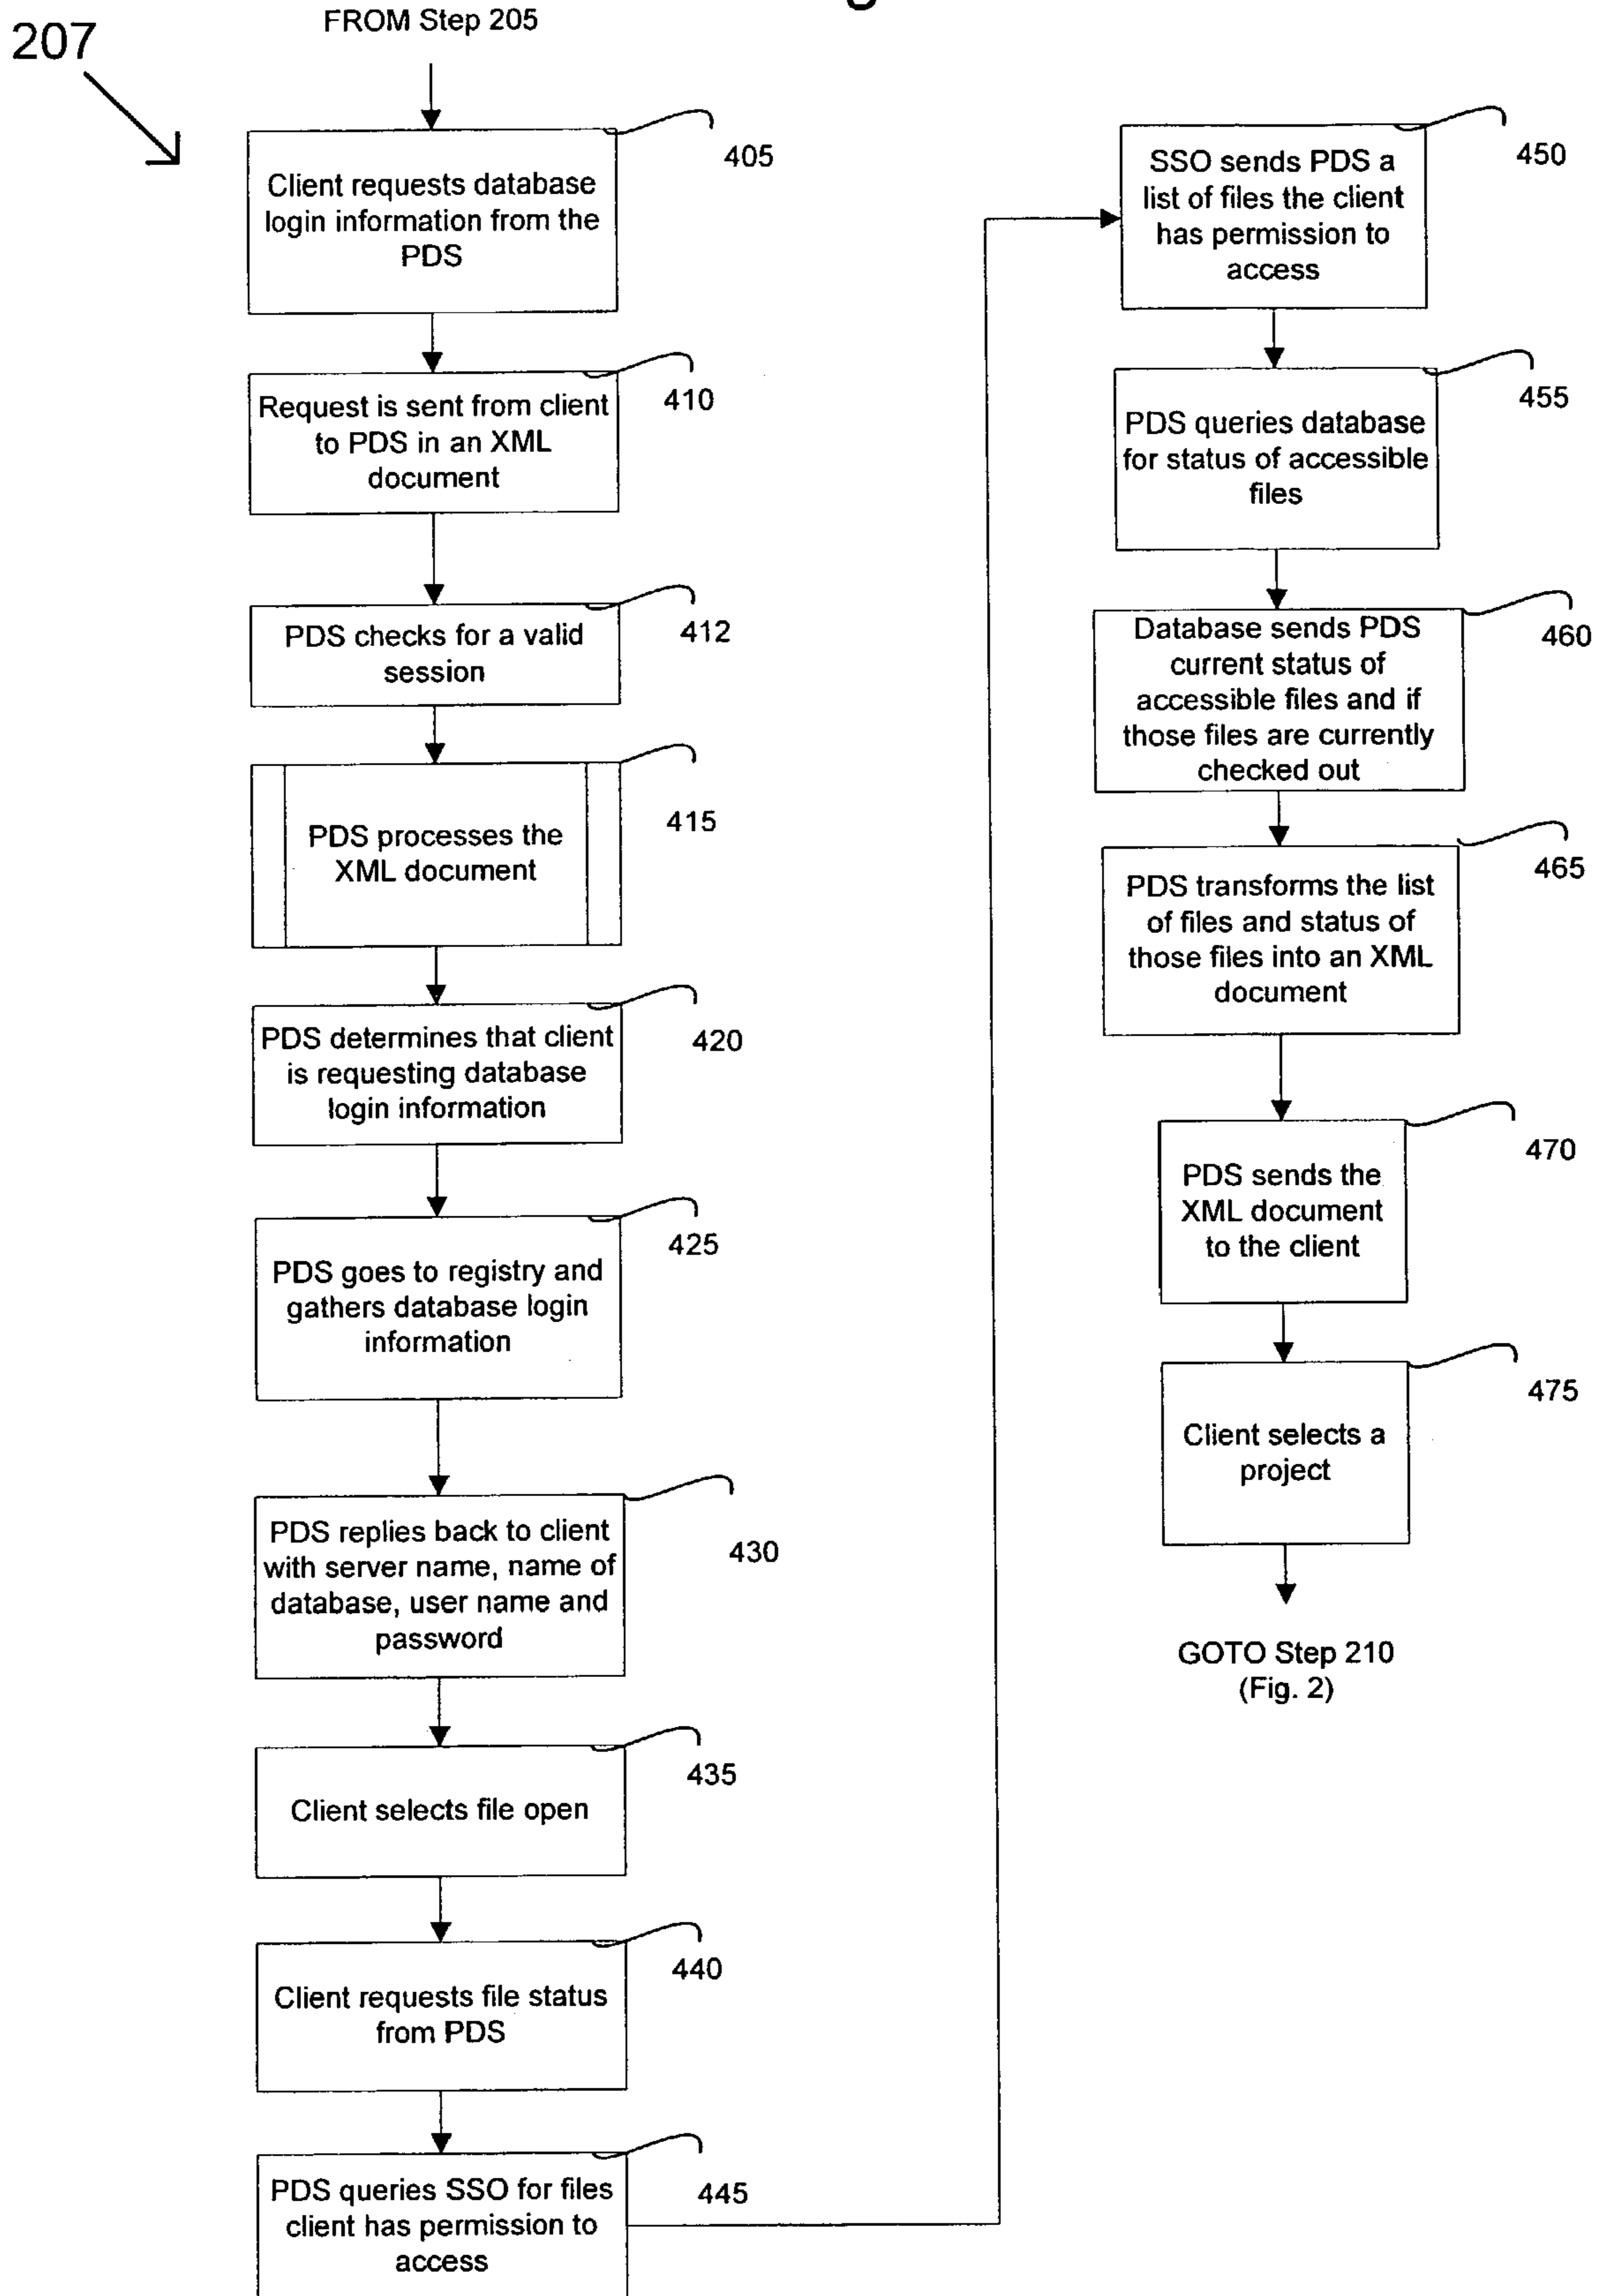 FROM Step 205
207
405
Client requests database
login information from the
PDS
410
Request is sent from client
to PDS in an XML
document
412
PDS checks for a valid
session
415
PDS processes the
XML document
420
PDS determines that client
is requesting database
login information
425
PDS goes to registry and
gathers database login
information
430
PDS replies back to client
with server name, name of
database, user name and
password
435
Client selects file open
440
Client requests file status
from PDS
445
PDS queries SSO for files
client has permission to
access
450
SSO sends PDS a
list of files the client
has permission to
access
455
PDS queries database
for status of accessible
files
460
Database sends PDS
current status of
accessible files and if
those files are currently
checked out
465
PDS transforms the list
of files and status of
those files into an XML
document
470
PDS sends the
XML document
to the client
475
Client selects a
project
GOTO Step 210
(Fig. 2)